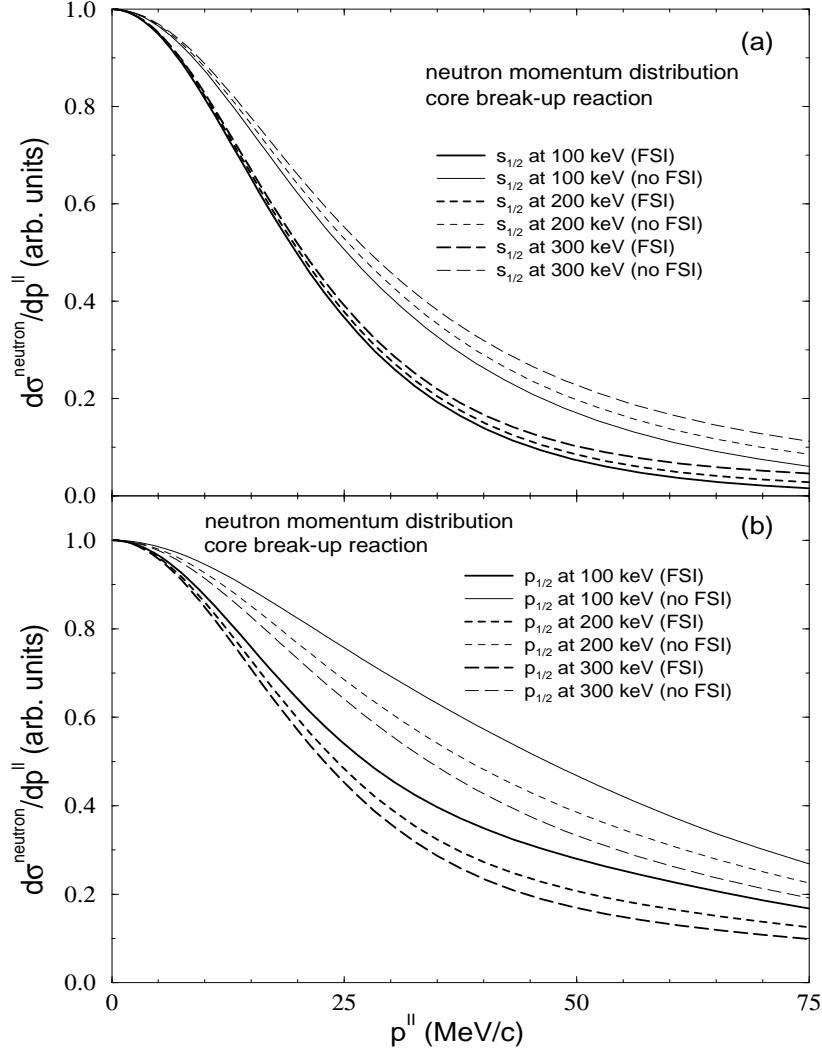 (a)
neutron momentum distribution
core break-up reaction
s1/2 at 100 keV (FSI)
s1/2 at 100 keV (no FSI)
s1/2 at 200 keV (FSI)
s1/2 at 200 keV (no FSI)
s1/2 at 300 keV (FSI)
s1/2 at 300 keV (no FSI)
1.0
0.8
0.6
0.4
0.2
0.0
dσneutron/dpII (arb. units)
(b)
neutron momentum distribution
core break-up reaction
p1/2 at 100 keV (FSI)
p1/2 at 100 keV (no FSI)
p1/2 at 200 keV (FSI)
p1/2 at 200 keV (no FSI)
p1/2 at 300 keV (FSI)
p1/2 at 300 keV (no FSI)
1.0
0.8
0.6
0.4
0.2
0.0
dσneutron/dpII (arb. units)
0 25 50 75
pII (MeV/c)